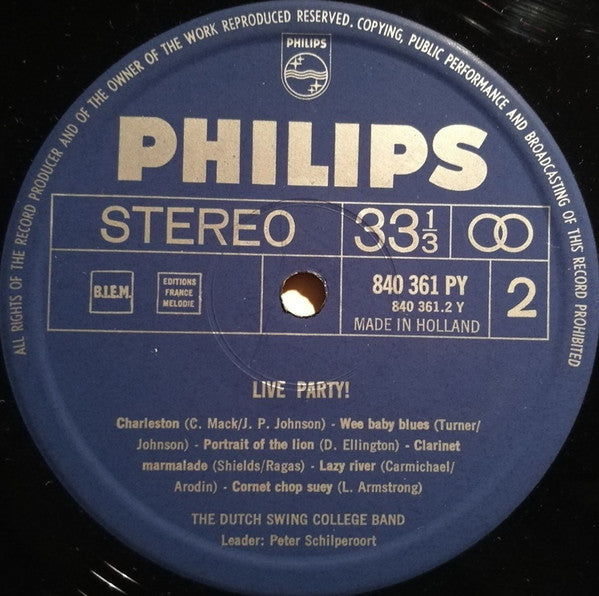 ALL RIGHTS OF THE RECORD PRODUCER AND OF THE OWNER OF THE WORK REPRODUCED RESERVED. COPYING, PUBLIC PERFORMANCE AND BROADCASTING OF THIS RECORD PROHIBITED
PHILIPS
PHILIPS
STEREO 33⅓
B.I.E.M. EDITIONS FRANCE MELODIE 840 361 PY 2
840 361.2 Y
MADE IN HOLLAND
LIVE PARTY!
Charleston (C. Mack/J. P. Johnson) - Wee baby blues (Turner/
Johnson) - Portrait of the lion (D. Ellington) - Clarinet
marmalade (Shields/Ragas) - Lazy river (Carmichael/
Arodin) - Cornet chop suey (L. Armstrong)
THE DUTCH SWING COLLEGE BAND
Leader: Peter Schilperoort